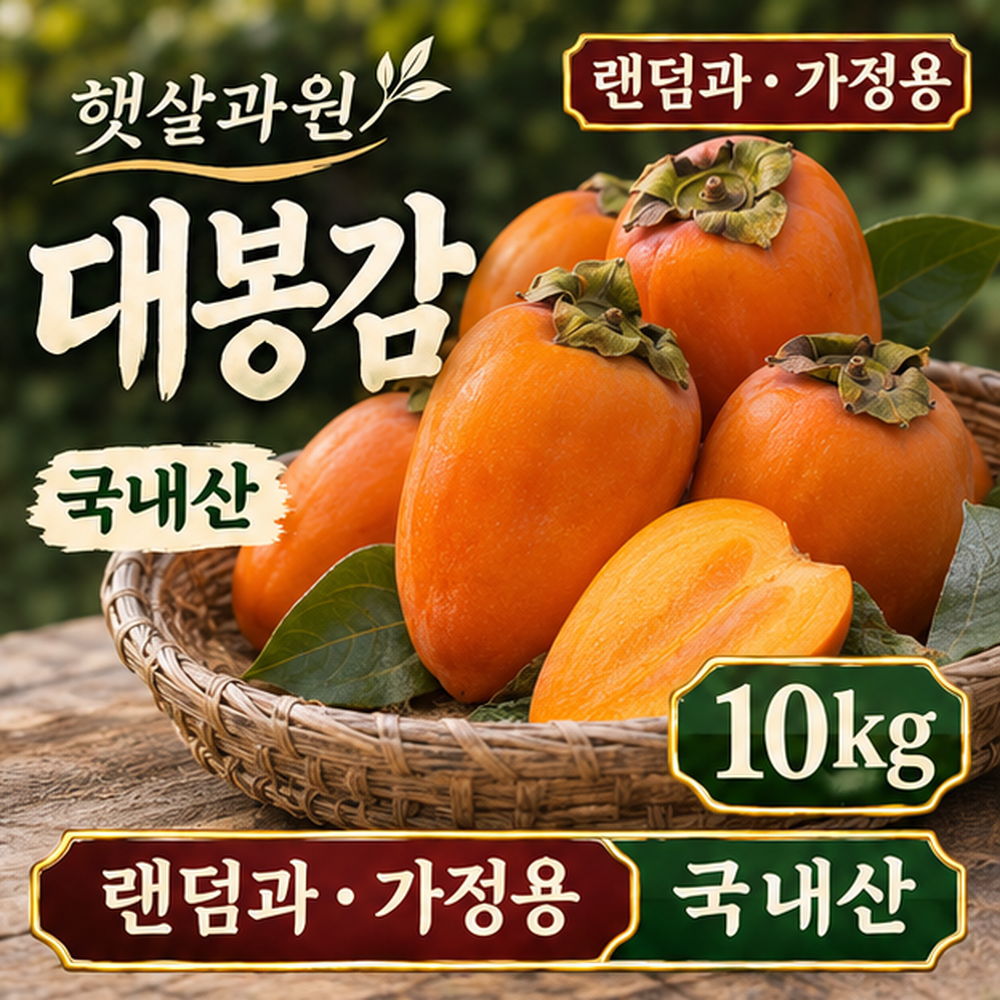 햇살과원
랜덤과 · 가정용
대봉감
국내산
10kg
랜덤과 · 가정용 국내산